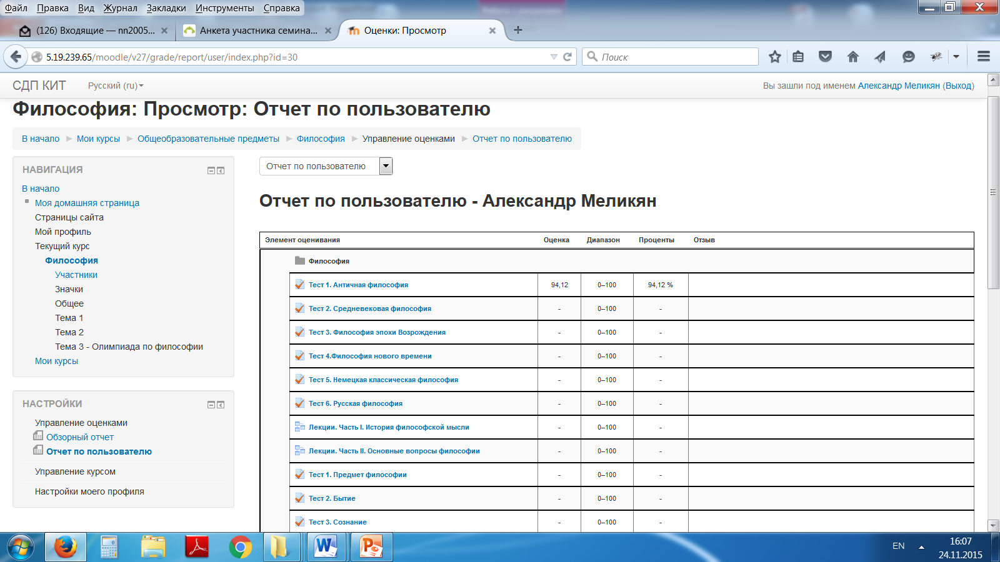 Файл Правка Вид Журнал Закладки Инструменты Справка
(126) Входящие — nn2005... Анкета участника семина... Оценки: Просмотр
5.19.239.65/moodle/v27/grade/report/user/index.php?id=30 Поиск
СДП КИТ Русский (ru) Вы зашли под именем Александр Меликян (Выход)
Философия: Просмотр: Отчет по пользователю
В начало Мои курсы Общеобразовательные предметы Философия Управление оценками Отчет по пользователю
НАВИГАЦИЯ
В начало
Моя домашняя страница
Страницы сайта
Мой профиль
Текущий курс
Философия
Участники
Значки
Общее
Тема 1
Тема 2
Тема 3 - Олимпиада по философии
Мои курсы
НАСТРОЙКИ
Управление оценками
Обзорный отчет
Отчет по пользователю
Управление курсом
Настройки моего профиля
Отчет по пользователю
Отчет по пользователю - Александр Меликян
Элемент оценивания Оценка Диапазон Проценты Отзыв
Философия
Тест 1. Античная философия 94,12 0–100 94,12 %
Тест 2. Средневековая философия - 0–100 -
Тест 3. Философия эпохи Возрождения - 0–100 -
Тест 4.Философия нового времени - 0–100 -
Тест 5. Немецкая классическая философия - 0–100 -
Тест 6. Русская философия - 0–100 -
Лекции. Часть I. История философской мысли - 0–100 -
Лекции. Часть II. Основные вопросы философии - 0–100 -
Тест 1. Предмет философии - 0–100 -
Тест 2. Бытие - 0–100 -
Тест 3. Сознание - 0–100 -
EN 16:07
24.11.2015